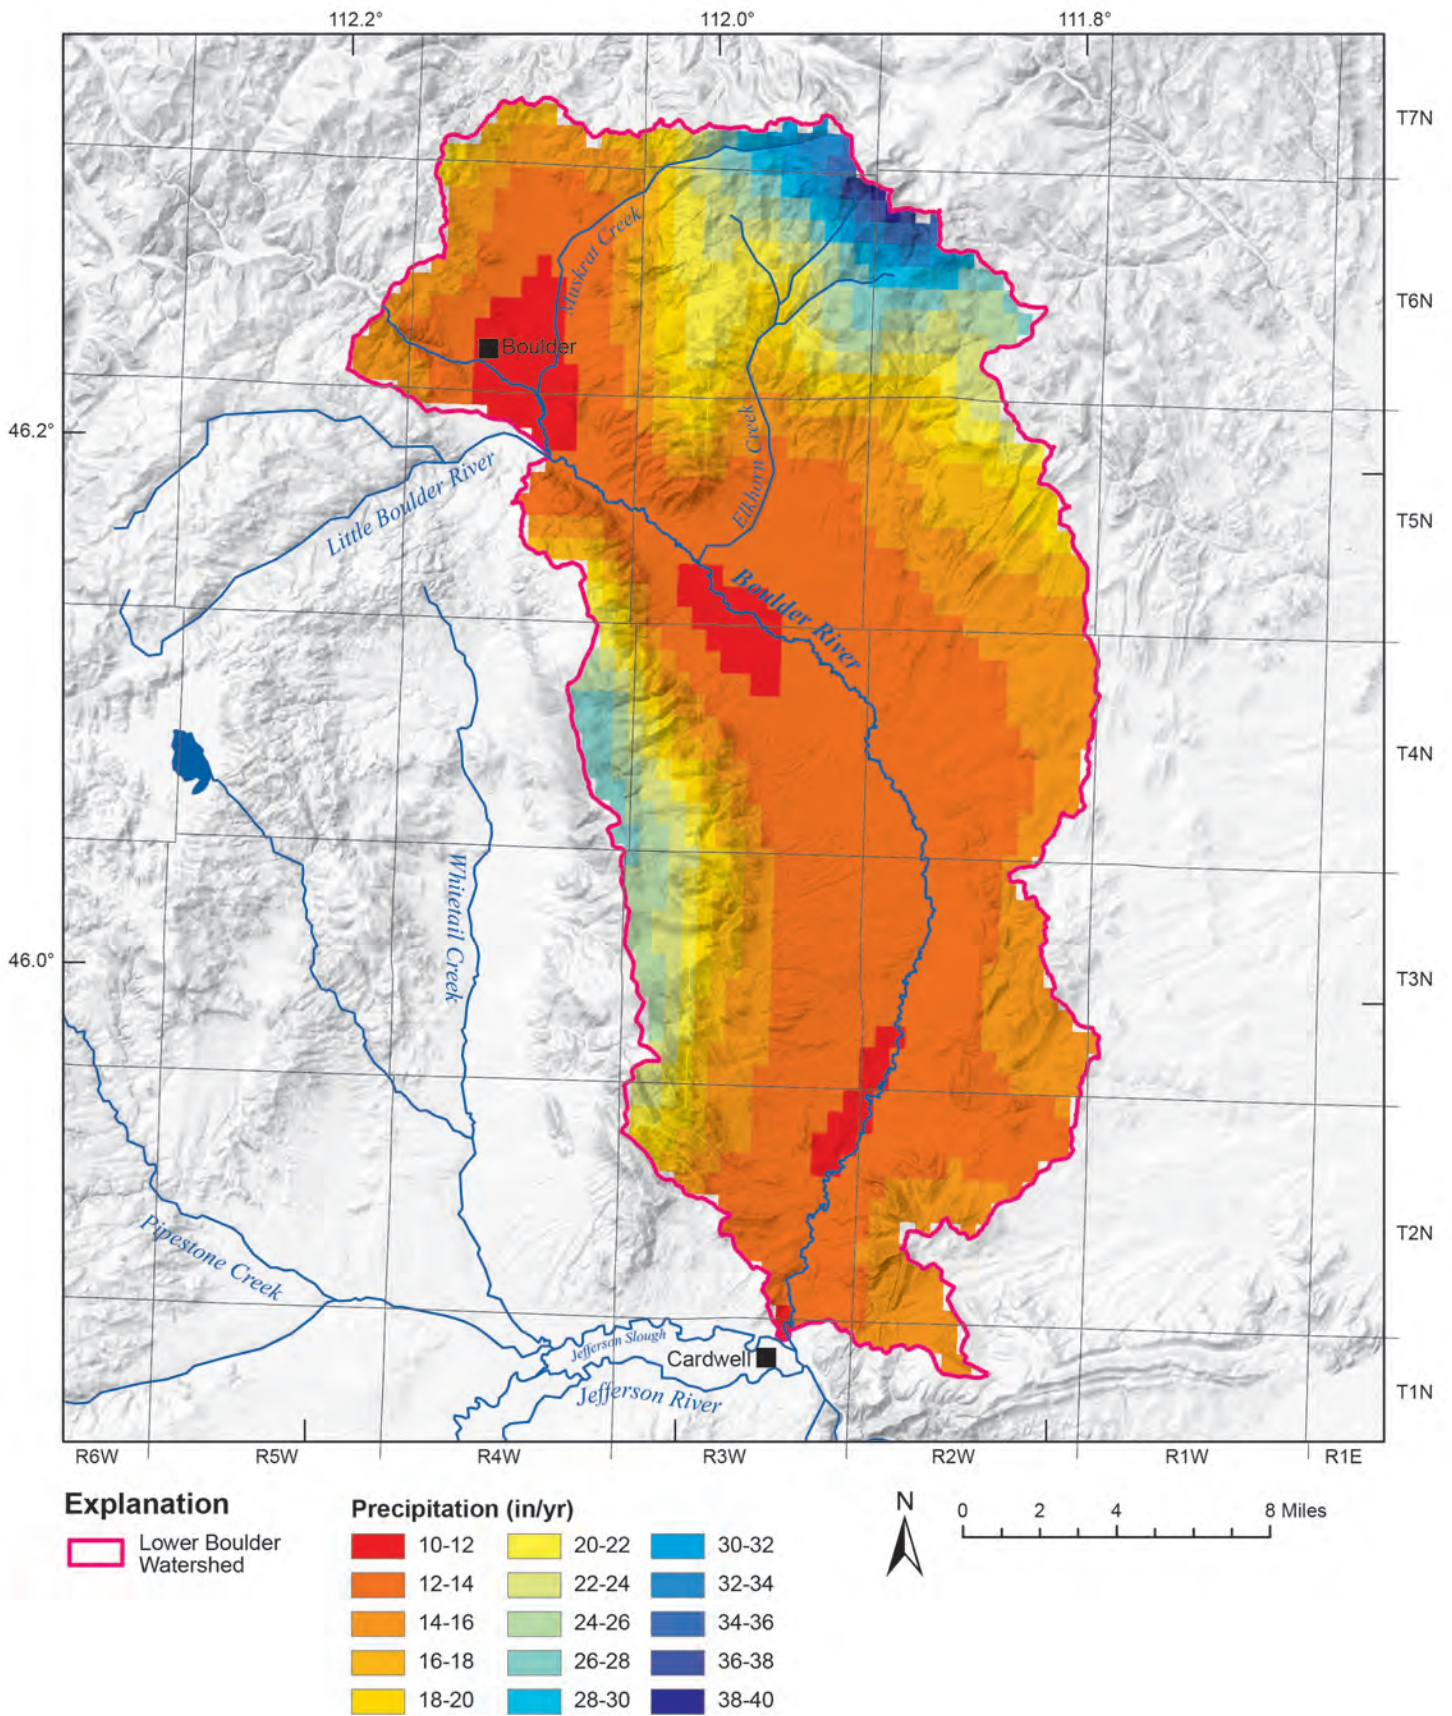 112.2°
112.0°
111.8°
T7N
Muskrat Creek
T6N
Boulder
46.2°
Little Boulder River
Elkhorn Creek
T5N
Boulder River
T4N
Whitetail Creek
46.0°
T3N
Pipestone Creek
T2N
Jefferson Slough
Cardwell
Jefferson River
T1N
R6W
R5W
R4W
R3W
R2W
R1W
R1E
Explanation
Lower Boulder
Watershed
Precipitation (in/yr)
10-12
12-14
14-16
16-18
18-20
20-22
22-24
24-26
26-28
28-30
30-32
32-34
34-36
36-38
38-40
N
0 2 4 8 Miles